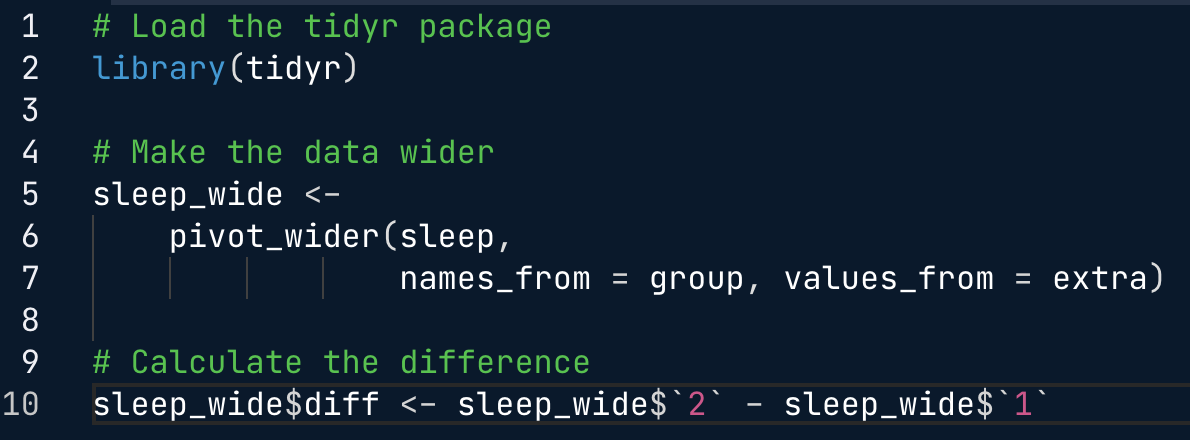 1 # Load the tidyr package
2 library(tidyr)
3
4 # Make the data wider
5 sleep_wide <-
6     pivot_wider(sleep,
7                 names_from = group, values_from = extra)
8
9 # Calculate the difference
10 sleep_wide$diff <- sleep_wide$`2` - sleep_wide$`1`